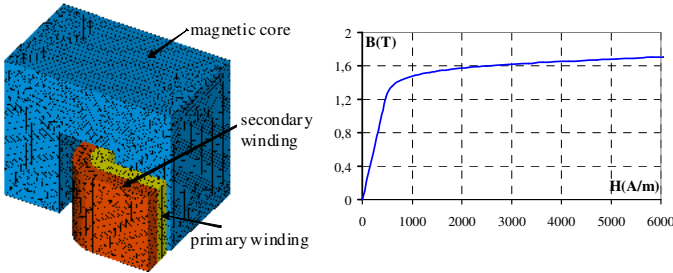 magnetic core
secondary
winding
primary winding
B(T)
2
1,6
1,2
0,8
0,4
0
H(A/m)
0
1000
2000
3000
4000
5000
6000